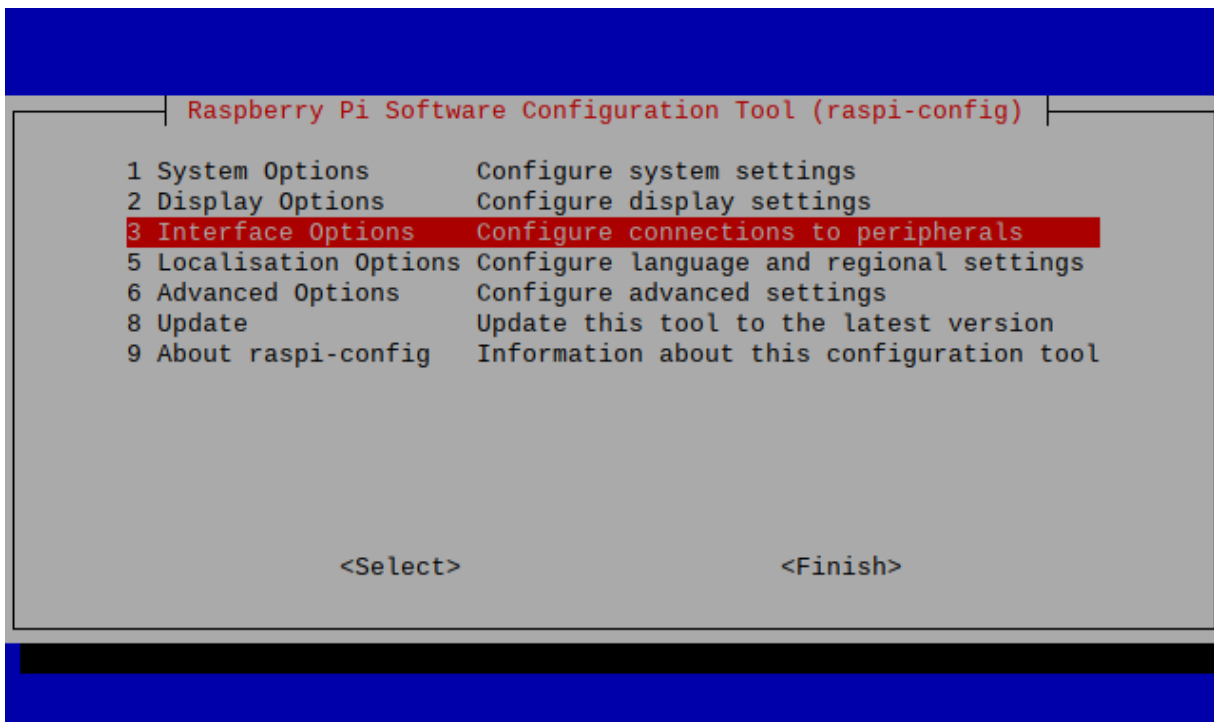 Raspberry Pi Software Configuration Tool (raspi-config)
1 System Options Configure system settings
2 Display Options Configure display settings
3 Interface Options Configure connections to peripherals
5 Localisation Options Configure language and regional settings
6 Advanced Options Configure advanced settings
8 Update Update this tool to the latest version
9 About raspi-config Information about this configuration tool
<Select> <Finish>